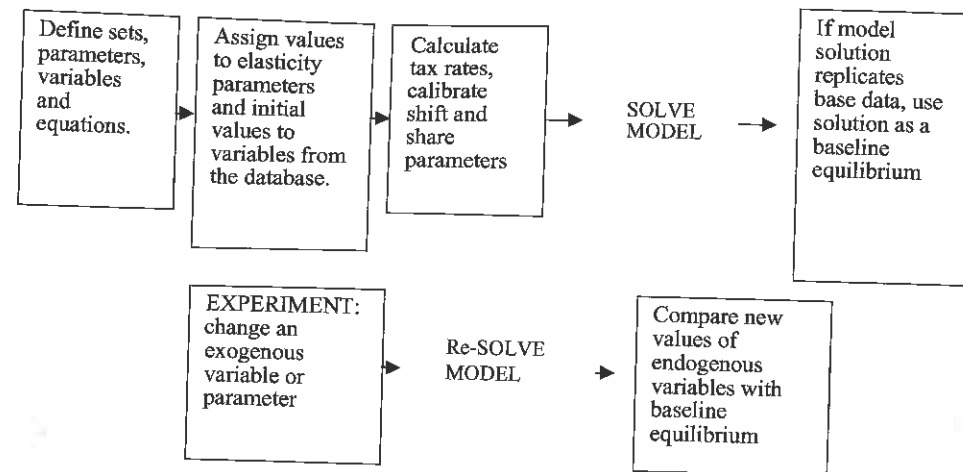 Define sets,
parameters,
variables
and
equations.
Assign values
to elasticity
parameters
and initial
values to
variables from
the database.
Calculate
tax rates,
calibrate
shift and
share
parameters
SOLVE
MODEL
If model
solution
replicates
base data, use
solution as a
baseline
equilibrium
EXPERIMENT:
change an
exogenous
variable or
parameter
Re-SOLVE
MODEL
Compare new
values of
endogenous
variables with
baseline
equilibrium